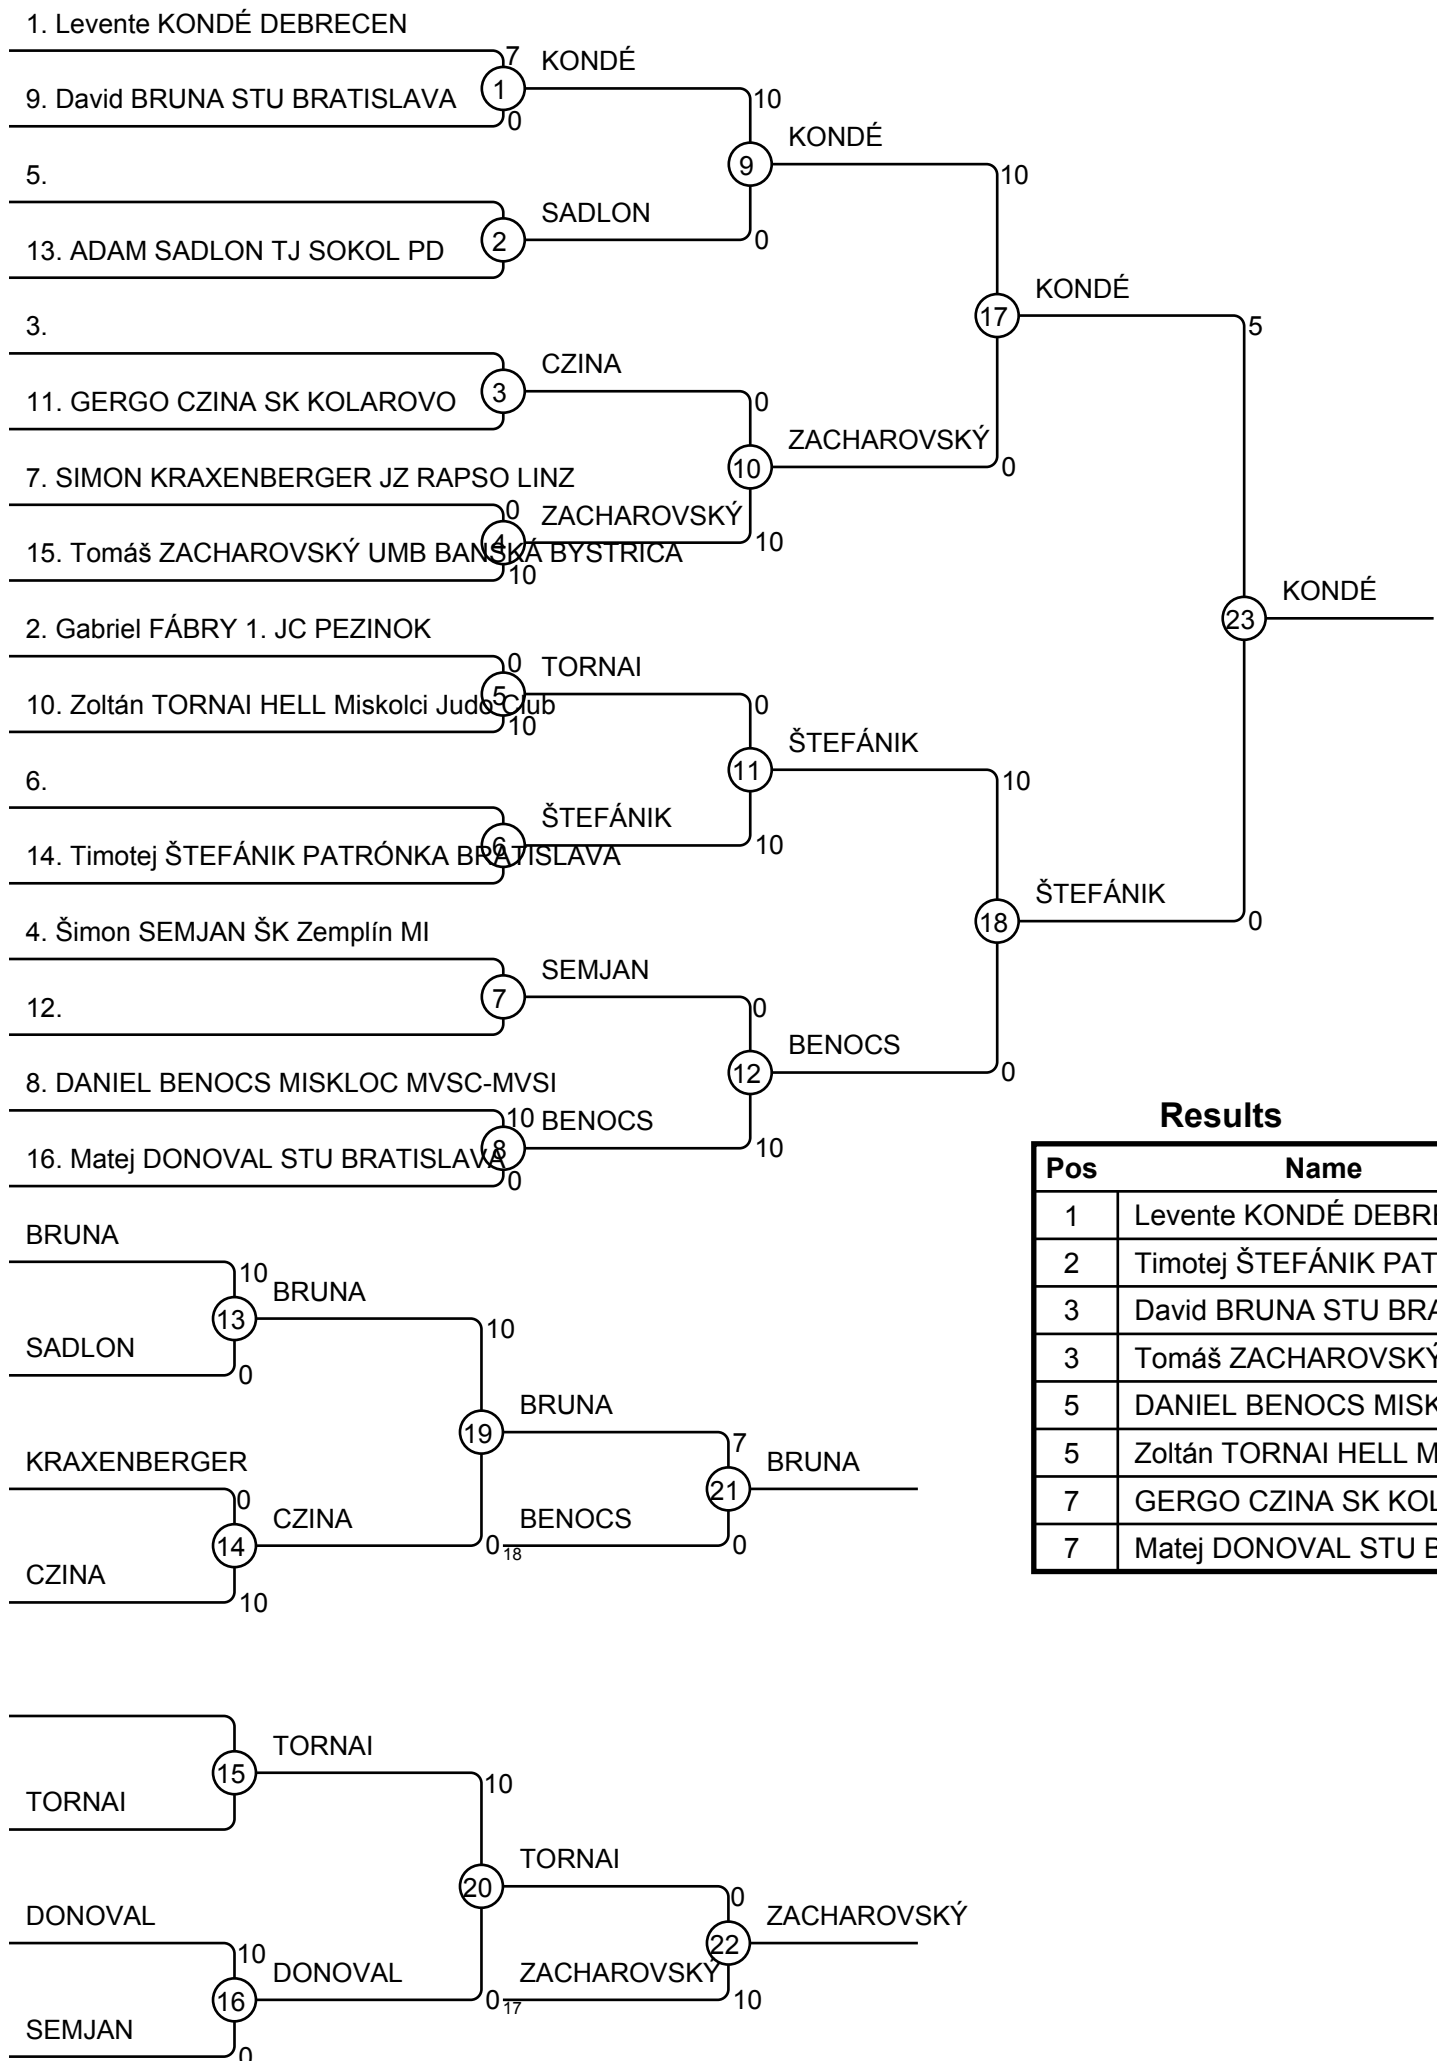 1. Levente KONDÉ DEBRECEN
7
KONDÉ
1
9. David BRUNA STU BRATISLAVA
0
10
KONDÉ
9
10
5.
SADLON
2
0
13. ADAM SADLON TJ SOKOL PD
KONDÉ
17
5
3.
CZINA
3
0
11. GERGO CZINA SK KOLAROVO
ZACHAROVSKÝ
10
0
7. SIMON KRAXENBERGER JZ RAPSO LINZ
0
ZACHAROVSKÝ
4
10
15. Tomáš ZACHAROVSKÝ UMB BANSKÁ BYSTRICA
10
KONDÉ
23
2. Gabriel FÁBRY 1. JC PEZINOK
0
TORNAI
5
0
10. Zoltán TORNAI HELL Miskolci Judo Club
10
ŠTEFÁNIK
11
10
6.
ŠTEFÁNIK
6
10
14. Timotej ŠTEFÁNIK PATRÓNKA BRATISLAVA
ŠTEFÁNIK
18
0
4. Šimon SEMJAN ŠK Zemplín MI
SEMJAN
7
0
12.
BENOCS
12
0
8. DANIEL BENOCS MISKLOC MVSC-MVSI
10
BENOCS
8
10
16. Matej DONOVAL STU BRATISLAVA
0
Results
Pos Name
1 Levente KONDÉ DEBR
2 Timotej ŠTEFÁNIK PAT
3 David BRUNA STU BRA
3 Tomáš ZACHAROVSKÝ
5 DANIEL BENOCS MISK
5 Zoltán TORNAI HELL M
7 GERGO CZINA SK KOL
7 Matej DONOVAL STU B
BRUNA
10
BRUNA
13
10
SADLON
0
BRUNA
19
7
BRUNA
21
KRAXENBERGER
0
CZINA
14
0
18
BENOCS
0
CZINA
10
TORNAI
15
10
TORNAI
TORNAI
20
0
ZACHAROVSKÝ
22
DONOVAL
10
DONOVAL
16
0
17
ZACHAROVSKÝ
10
SEMJAN
0